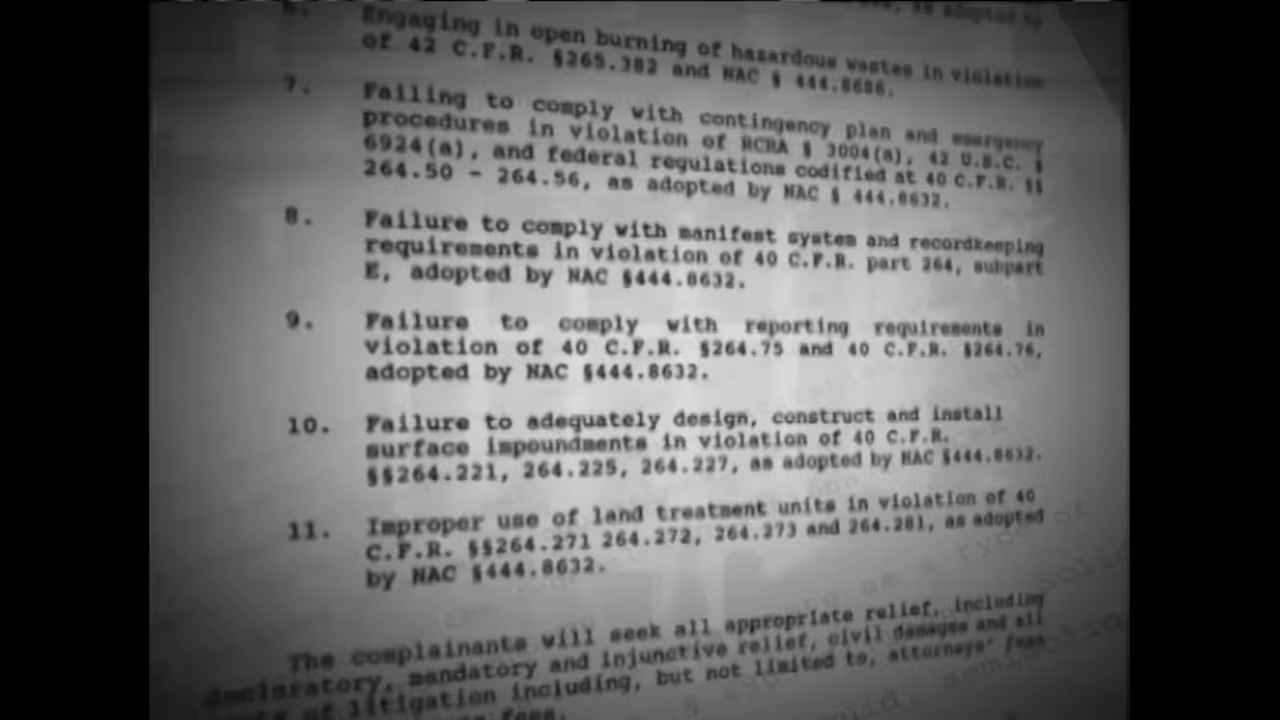 6. Engaging in open burning of hazardous wastes in violation
of 42 C.F.R. §265.382 and NAC § 444.8686.
7. Failing to comply with contingency plan and emergency
procedures in violation of RCRA § 3004(a), 42 U.S.C. §
6924(a), and federal regulations codified at 40 C.F.R. §§
264.50 - 264.56, as adopted by NAC § 444.8632.
8. Failure to comply with manifest system and recordkeeping
requirements in violation of 40 C.F.R. part 264, subpart
E, adopted by NAC §444.8632.
9. Failure to comply with reporting requirements in
violation of 40 C.F.R. §264.75 and 40 C.F.R. §264.76,
adopted by NAC §444.8632.
10. Failure to adequately design, construct and install
surface impoundments in violation of 40 C.F.R.
§§264.221, 264.225, 264.227, as adopted by NAC §444.8632.
11. Improper use of land treatment units in violation of 40
C.F.R. §§264.271 264.272, 264.273 and 264.281, as adopted
by NAC §444.8632.
The complainants will seek all appropriate relief, including
declaratory, mandatory and injunctive relief, civil damages and all
of litigation including, but not limited to, attorneys' fees
fees.